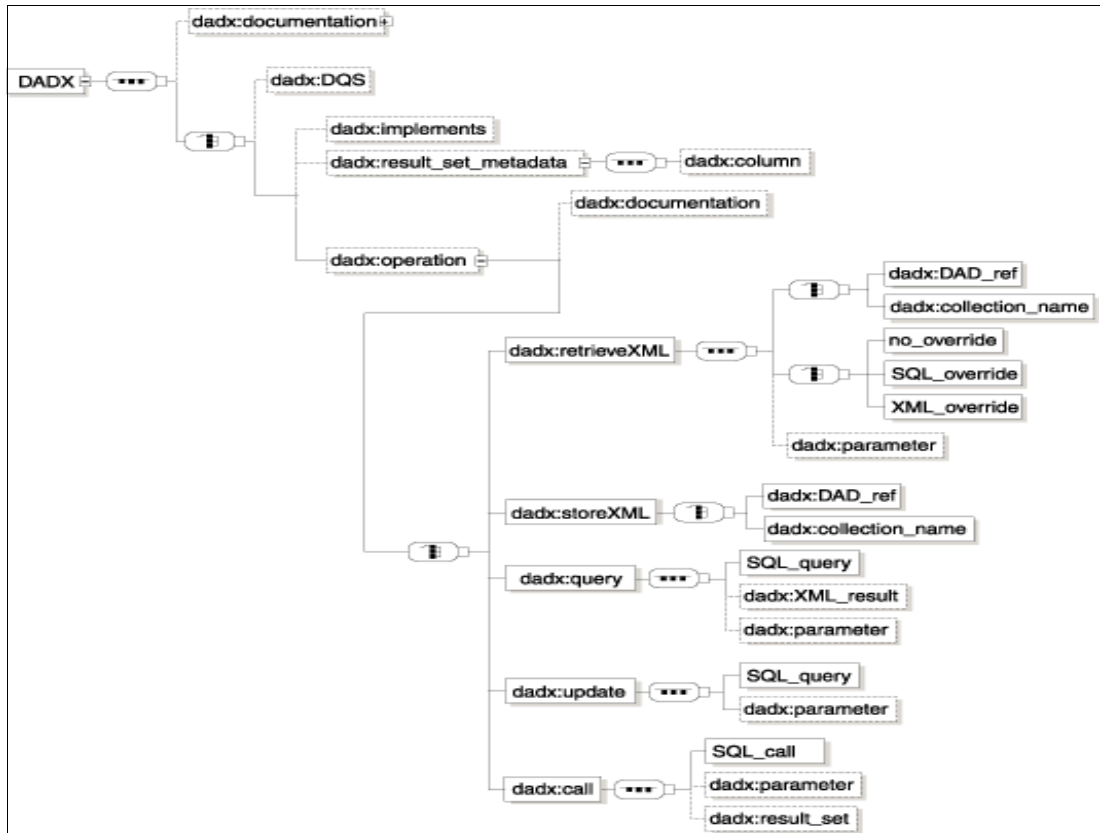 dadx:documentation
DADX
dadx:DQS
dadx:implements
dadx:result_set_metadata
dadx:column
dadx:documentation
dadx:operation
dadx:DAD_ref
dadx:collection_name
dadx:retrieveXML
no_override
SQL_override
XML_override
dadx:parameter
dadx:storeXML
dadx:DAD_ref
dadx:collection_name
dadx:query
SQL_query
dadx:XML_result
dadx:parameter
dadx:update
SQL_query
dadx:parameter
dadx:call
SQL_call
dadx:parameter
dadx:result_set